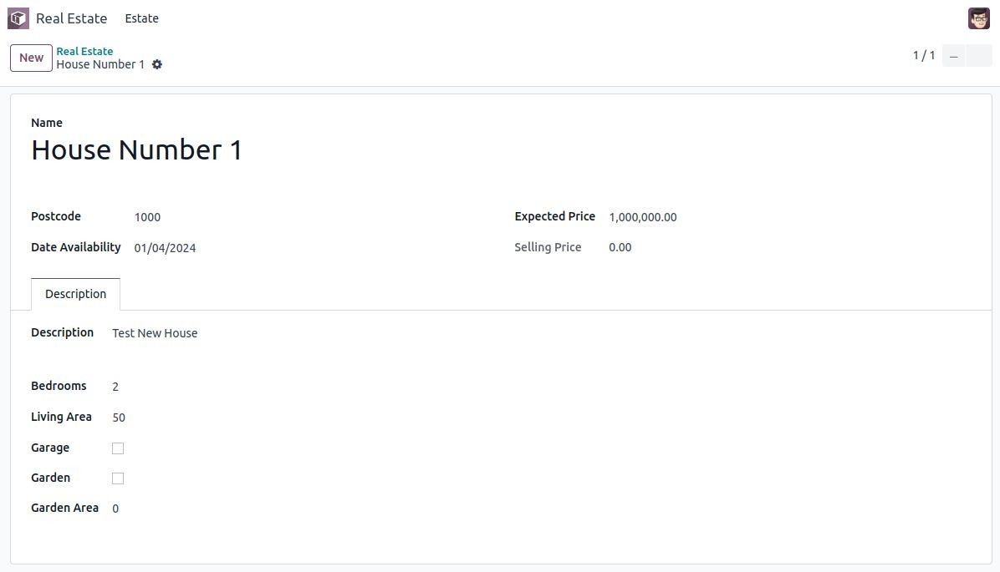 Real Estate Estate
New Real Estate
House Number 1
1 / 1
Name
House Number 1
Postcode 1000 Expected Price 1,000,000.00
Date Availability 01/04/2024 Selling Price 0.00
Description
Description Test New House
Bedrooms 2
Living Area 50
Garage
Garden
Garden Area 0